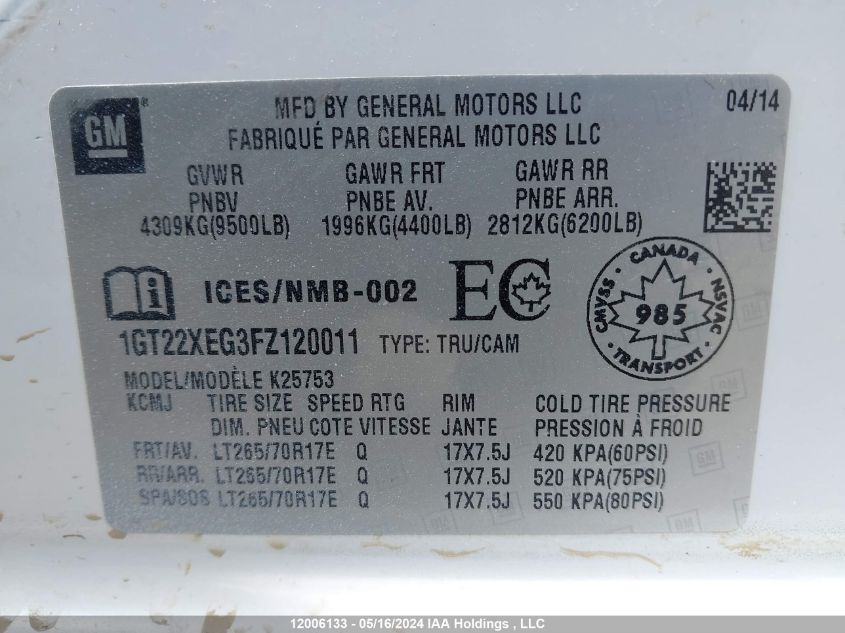 GM
MFD BY GENERAL MOTORS LLC 04/14
FABRIQUÉ PAR GENERAL MOTORS LLC
GVWR GAWR FRT GAWR RR
PNBV PNBE AV. PNBE ARR.
4309KG(9500LB) 1996KG(4400LB) 2812KG(6200LB)
ICES/NMB-002 EC
CANADA CMVSS NSVAC 985 TRANSPORT
1GT22XEG3FZ120011 TYPE: TRU/CAM
MODEL/MODÈLE K25753
KCMJ TIRE SIZE SPEED RTG RIM COLD TIRE PRESSURE
DIM. PNEU COTE VITESSE JANTE PRESSION À FROID
FRT/AV. LT265/70R17E Q 17X7.5J 420 KPA(60PSI)
RR/ARR. LT265/70R17E Q 17X7.5J 520 KPA(75PSI)
SPA/SOS LT265/70R17E Q 17X7.5J 550 KPA(80PSI)
12006133 - 05/16/2024 IAA Holdings , LLC